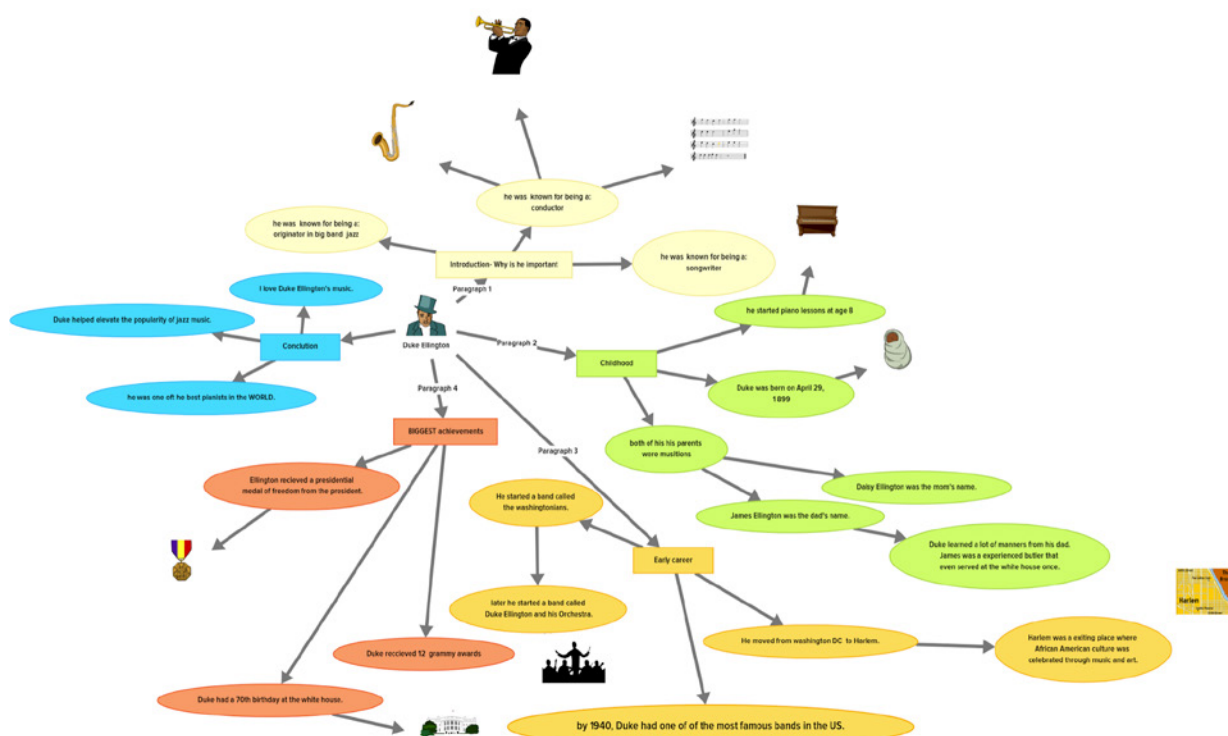 he was known for being a:
conductor
he was known for being a:
originator in big band jazz
Introduction- Why is he important
he was known for being a:
songwriter
Paragraph 1
I love Duke Ellington's music.
Duke helped elevate the popularity of jazz music.
Conclution
he was one oft he best pianists in the WORLD.
Duke Ellington
Paragraph 2
he started piano lessons at age 8
Childhood
Duke was born on April 29,
1899
Paragraph 4
BIGGEST achievements
Paragraph 3
both of his his parents
were musitions
Daisy Ellington was the mom's name.
James Ellington was the dad's name.
Duke learned a lot of manners from his dad.
James was a experienced butler that
even served at the white house once.
Ellington recieved a presidential
medal of freedom from the president.
He started a band called
the washingtonians.
Early career
later he started a band called
Duke Ellington and his Orchestra.
He moved from washington DC to Harlem.
Harlem was a exiting place where
African American culture was
celebrated through music and art.
Harlem
Duke reccieved 12 grammy awards
Duke had a 70th birthday at the white house.
by 1940, Duke had one of of the most famous bands in the US.